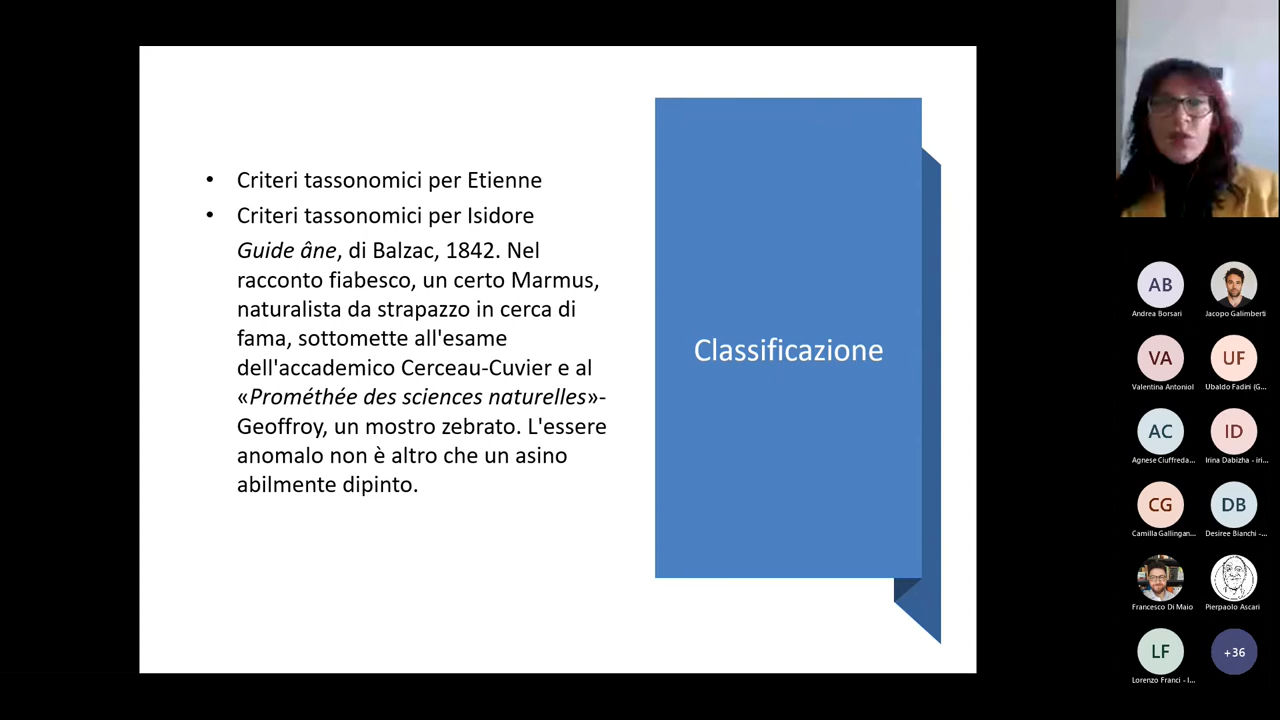 • Criteri tassonomici per Etienne
• Criteri tassonomici per Isidore
Guide âne, di Balzac, 1842. Nel
racconto fiabesco, un certo Marmus,
naturalista da strapazzo in cerca di
fama, sottomette all'esame
dell'accademico Cerceau-Cuvier e al
«Prométhée des sciences naturelles»-
Geoffroy, un mostro zebrato. L'essere
anomalo non è altro che un asino
abilmente dipinto.
Classificazione
AB
Andrea Borsari
Jacopo Galimberti
VA
Valentina Antoniol
UF
Ubaldo Fadini (G...
AC
Agnese Ciuffreda...
ID
Irina Dabizha - iri...
CG
Camilla Gallingan...
DB
Desiree Bianchi -...
Francesco Di Maio
Pierpaolo Ascari
LF
Lorenzo Franci - l...
+36